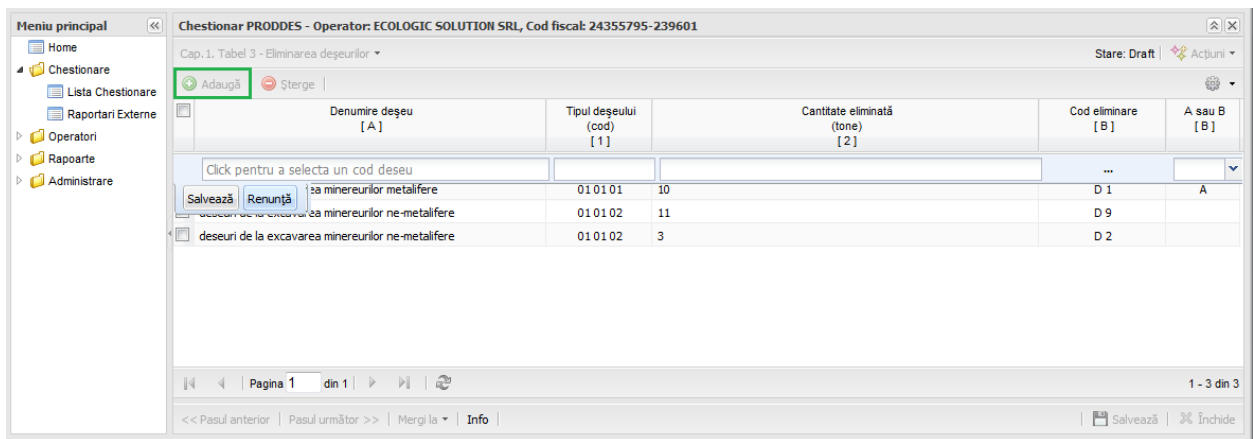 Meniu principal
Home
Chestionare
Lista Chestionare
Raportari Externe
Operatori
Rapoarte
Administrare
Chestionar PRODDES - Operator: ECOLOGIC SOLUTION SRL, Cod fiscal: 24355795-239601
Cap.1. Tabel 3 - Eliminarea deșeurilor Stare: Draft Acțiuni
Adaugă Șterge
Denumire deșeu Tipul deșeului Cantitate eliminată Cod eliminare A sau B
[ A ] (cod) (tone) [ B ] [ B ]
[ 1 ] [ 2 ]
Click pentru a selecta un cod deseu ...
Salvează Renunță
minereurilor metalifere 01 01 01 10 D 1 A
minereurilor ne-metalifere 01 01 02 11 D 9
deseuri de la excavarea minereurilor ne-metalifere 01 01 02 3 D 2
Pagina 1 din 1 1 - 3 din 3
<< Pasul anterior Pasul următor >> Mergi la Info Salvează Închide